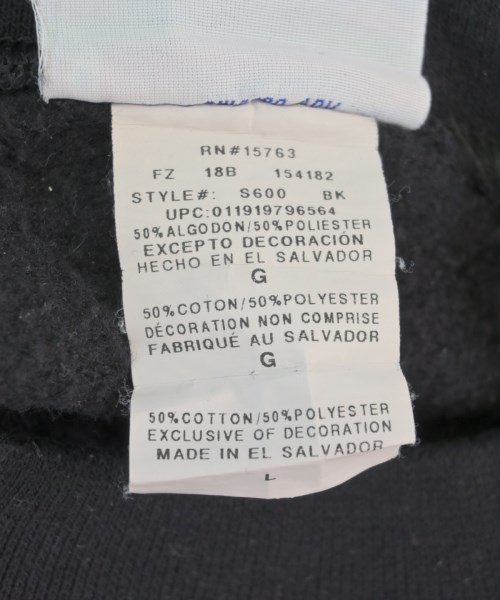 RN#15763
FZ 18B 154182
STYLE#: S600 BK
UPC:011919796564
50%ALGODON/50%POLIESTER
EXCEPTO DECORACIÓN
HECHO EN EL SALVADOR
G
50%COTON/50%POLYESTER
DÉCORATION NON COMPRISE
FABRIQUÉ AU SALVADOR
G
50%COTTON/50%POLYESTER
EXCLUSIVE OF DECORATION
MADE IN EL SALVADOR
L